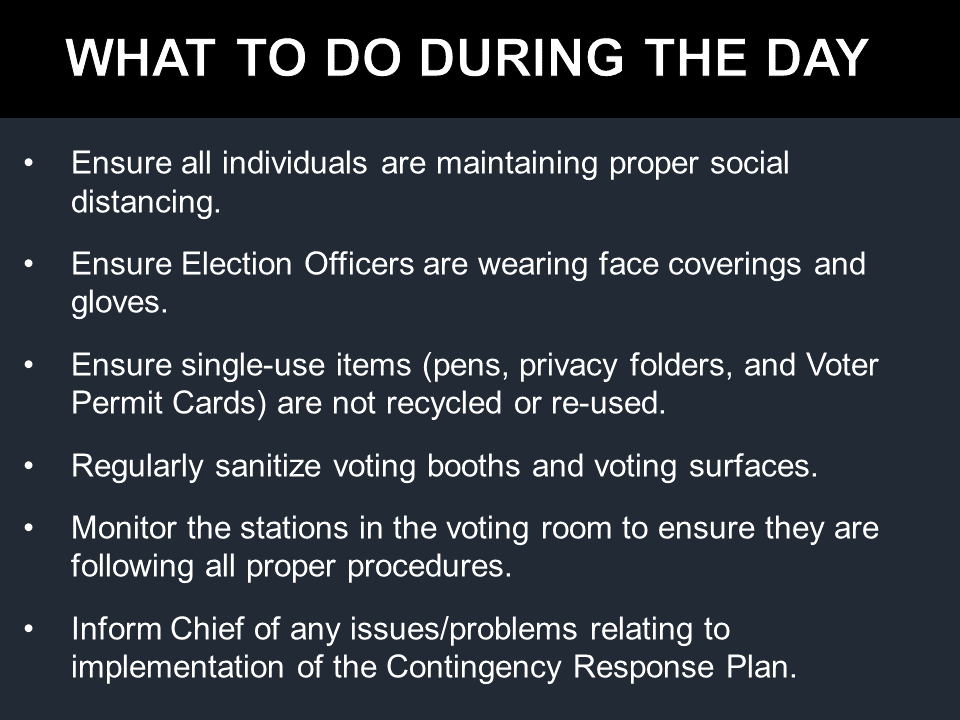 WHAT TO DO DURING THE DAY
• Ensure all individuals are maintaining proper social
distancing.
• Ensure Election Officers are wearing face coverings and
gloves.
• Ensure single-use items (pens, privacy folders, and Voter
Permit Cards) are not recycled or re-used.
• Regularly sanitize voting booths and voting surfaces.
• Monitor the stations in the voting room to ensure they are
following all proper procedures.
• Inform Chief of any issues/problems relating to
implementation of the Contingency Response Plan.